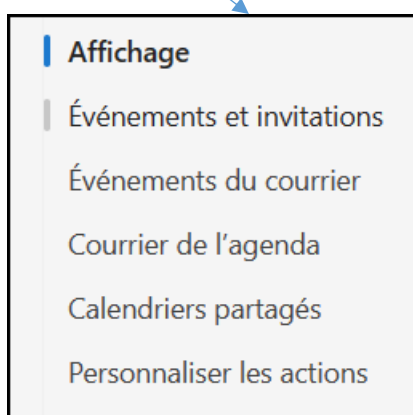 Affichage
Événements et invitations
Événements du courrier
Courrier de l’agenda
Calendriers partagés
Personnaliser les actions